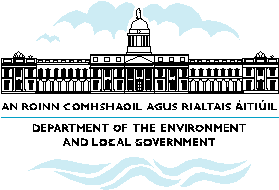 AN ROINN COMHSHAOIL AGUS RIALTAIS ÁITIÚIL
DEPARTMENT OF THE ENVIRONMENT
AND LOCAL GOVERNMENT